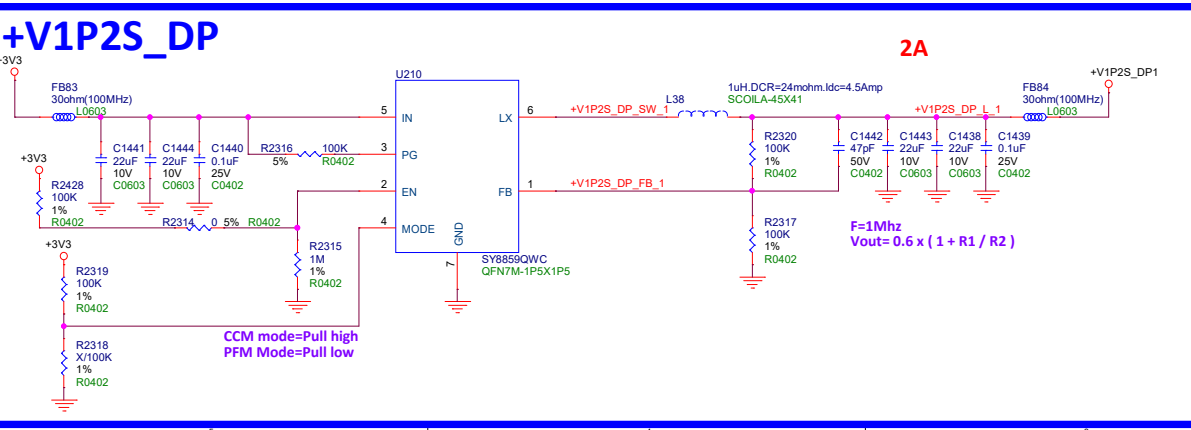 +V1P2S_DP
2A
+3V3
FB83
30ohm(100MHz)
L0603
C1441
22uF
10V
C0603
C1444
22uF
10V
C0603
C1440
0.1uF
25V
C0402
R2316
100K
5%
R0402
+3V3
R2428
100K
1%
R0402
R2314
0
5%
R0402
R2315
1M
1%
R0402
+3V3
R2319
100K
1%
R0402
R2318
X/100K
1%
R0402
CCM mode=Pull high
PFM Mode=Pull low
U210
5
IN
3
PG
2
EN
4
MODE
LX
6
FB
1
GND
7
SY8859QWC
QFN7M-1P5X1P5
+V1P2S_DP_SW_1
L38
1uH.DCR=24mohm.Idc=4.5Amp
SCOILA-45X41
+V1P2S_DP_FB_1
R2320
100K
1%
R0402
R2317
100K
1%
R0402
+V1P2S_DP_L_1
C1442
47pF
50V
C0402
C1443
22uF
10V
C0603
C1438
22uF
10V
C0603
C1439
0.1uF
25V
C0402
FB84
30ohm(100MHz)
L0603
+V1P2S_DP1
F=1Mhz
Vout= 0.6 x ( 1 + R1 / R2 )